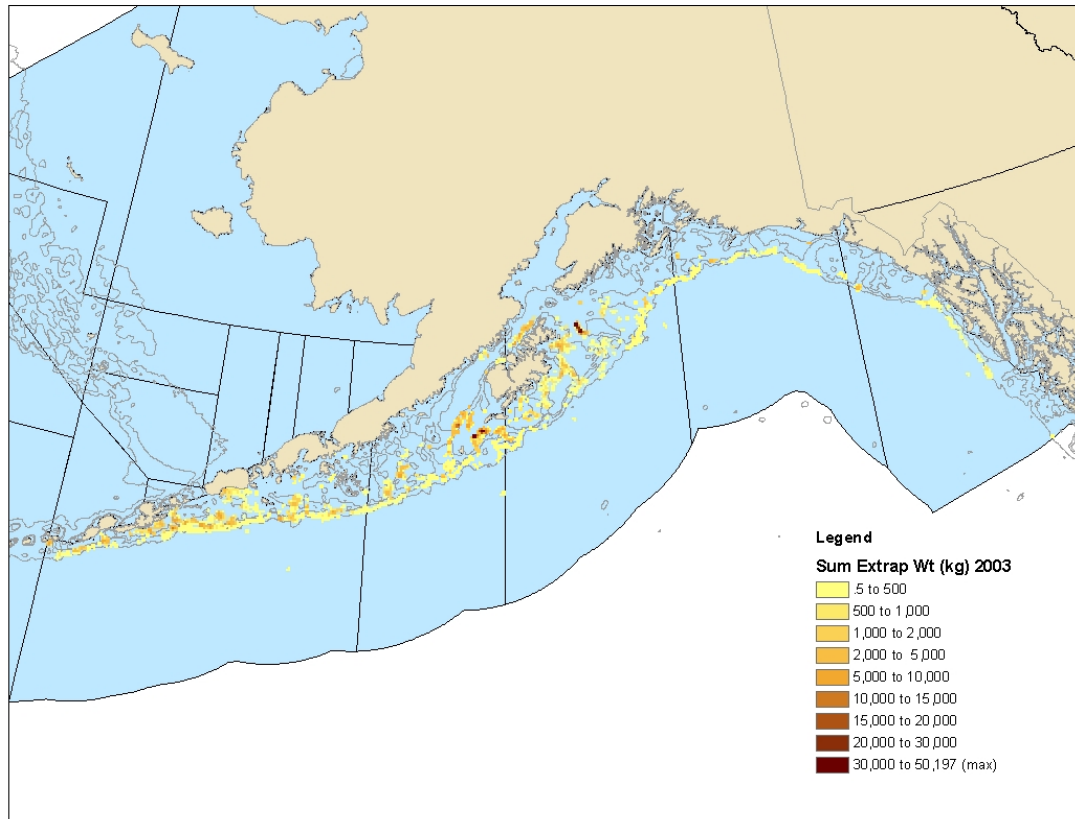 Legend
Sum Extrap Wt (kg) 2003
.5 to 500
500 to 1,000
1,000 to 2,000
2,000 to 5,000
5,000 to 10,000
10,000 to 15,000
15,000 to 20,000
20,000 to 30,000
30,000 to 50,197 (max)